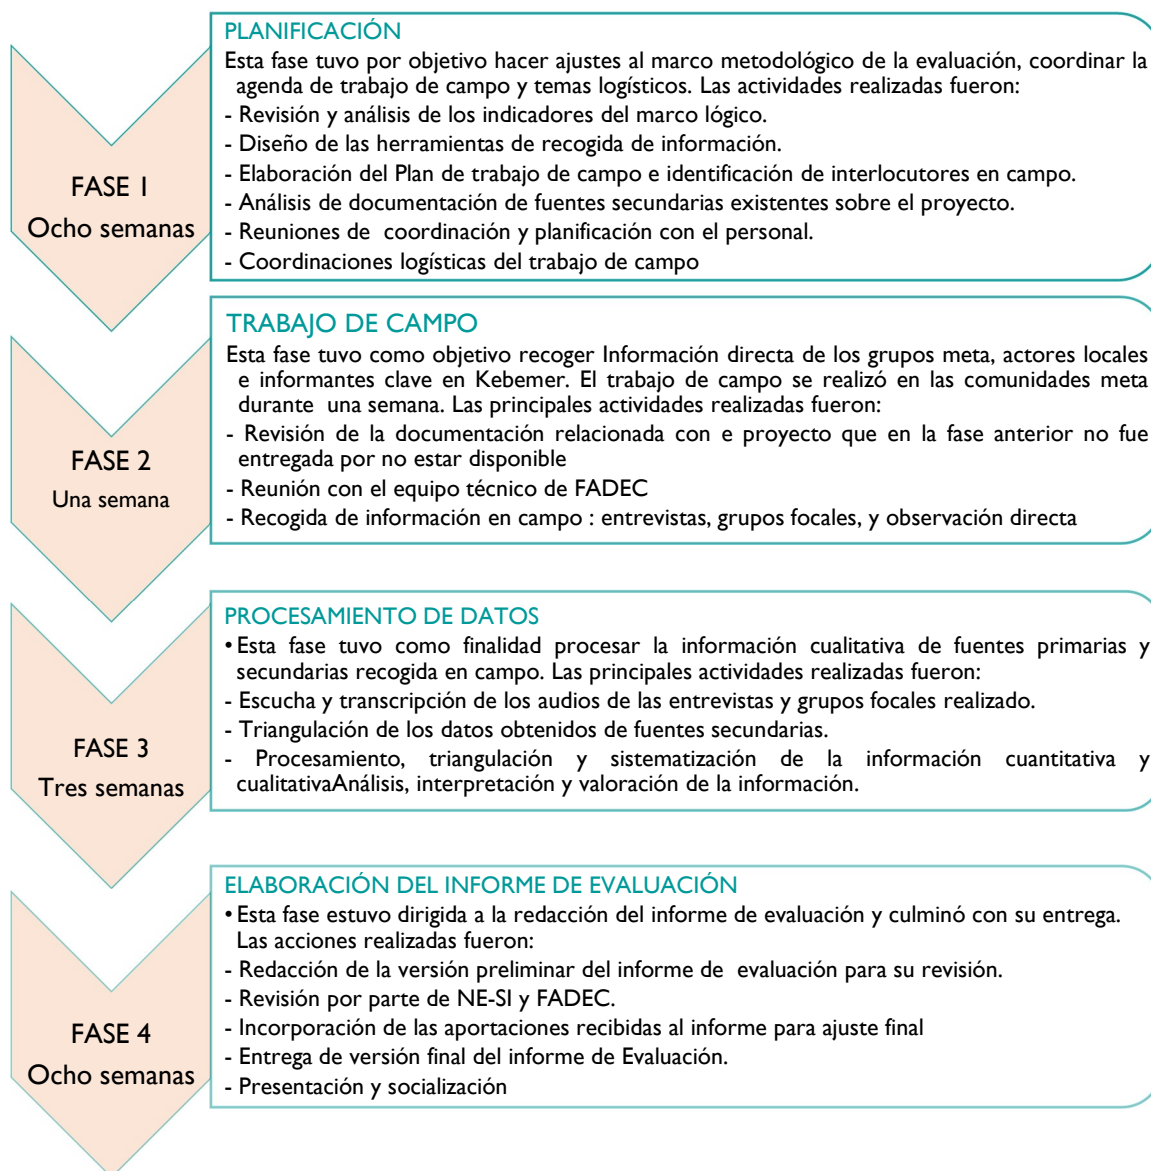 PLANIFICACIÓN
Esta fase tuvo por objetivo hacer ajustes al marco metodológico de la evaluación, coordinar la
agenda de trabajo de campo y temas logísticos. Las actividades realizadas fueron:
- Revisión y análisis de los indicadores del marco lógico.
- Diseño de las herramientas de recogida de información.
- Elaboración del Plan de trabajo de campo e identificación de interlocutores en campo.
- Análisis de documentación de fuentes secundarias existentes sobre el proyecto.
- Reuniones de coordinación y planificación con el personal.
- Coordinaciones logísticas del trabajo de campo
FASE 1
Ocho semanas
TRABAJO DE CAMPO
Esta fase tuvo como objetivo recoger Información directa de los grupos meta, actores locales
e informantes clave en Kebemer. El trabajo de campo se realizó en las comunidades meta
durante una semana. Las principales actividades realizadas fueron:
- Revisión de la documentación relacionada con e proyecto que en la fase anterior no fue
entregada por no estar disponible
- Reunión con el equipo técnico de FADEC
- Recogida de información en campo : entrevistas, grupos focales, y observación directa
FASE 2
Una semana
PROCESAMIENTO DE DATOS
• Esta fase tuvo como finalidad procesar la información cualitativa de fuentes primarias y
secundarias recogida en campo. Las principales actividades realizadas fueron:
- Escucha y transcripción de los audios de las entrevistas y grupos focales realizado.
- Triangulación de los datos obtenidos de fuentes secundarias.
- Procesamiento, triangulación y sistematización de la información cuantitativa y
cualitativaAnálisis, interpretación y valoración de la información.
FASE 3
Tres semanas
ELABORACIÓN DEL INFORME DE EVALUACIÓN
• Esta fase estuvo dirigida a la redacción del informe de evaluación y culminó con su entrega.
Las acciones realizadas fueron:
- Redacción de la versión preliminar del informe de evaluación para su revisión.
- Revisión por parte de NE-SI y FADEC.
- Incorporación de las aportaciones recibidas al informe para ajuste final
- Entrega de versión final del informe de Evaluación.
- Presentación y socialización
FASE 4
Ocho semanas